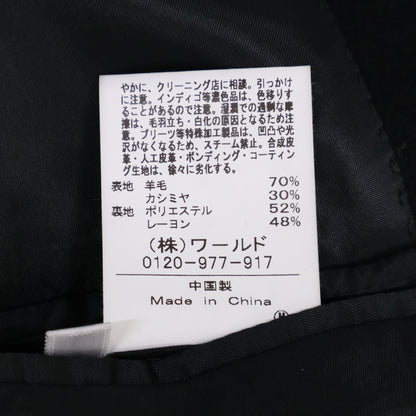 やかに、クリーニング店に相談。引っかけ
に注意。インディゴ等濃色品は、色移りす
ることがあるので注意。湿潤での過剰な摩
擦は、毛羽立ち・白化の原因となるため注
意。プリーツ等特殊加工製品は、凹凸や光
沢がなくなるため、スチーム禁止。合成皮
革・人工皮革・ボンディング・コーティン
グ生地は、徐々に劣化する。
表地 羊毛 70%
カシミヤ 30%
裏地 ポリエステル 52%
レーヨン 48%
（株）ワールド
0120-977-917
中国製
Made in China